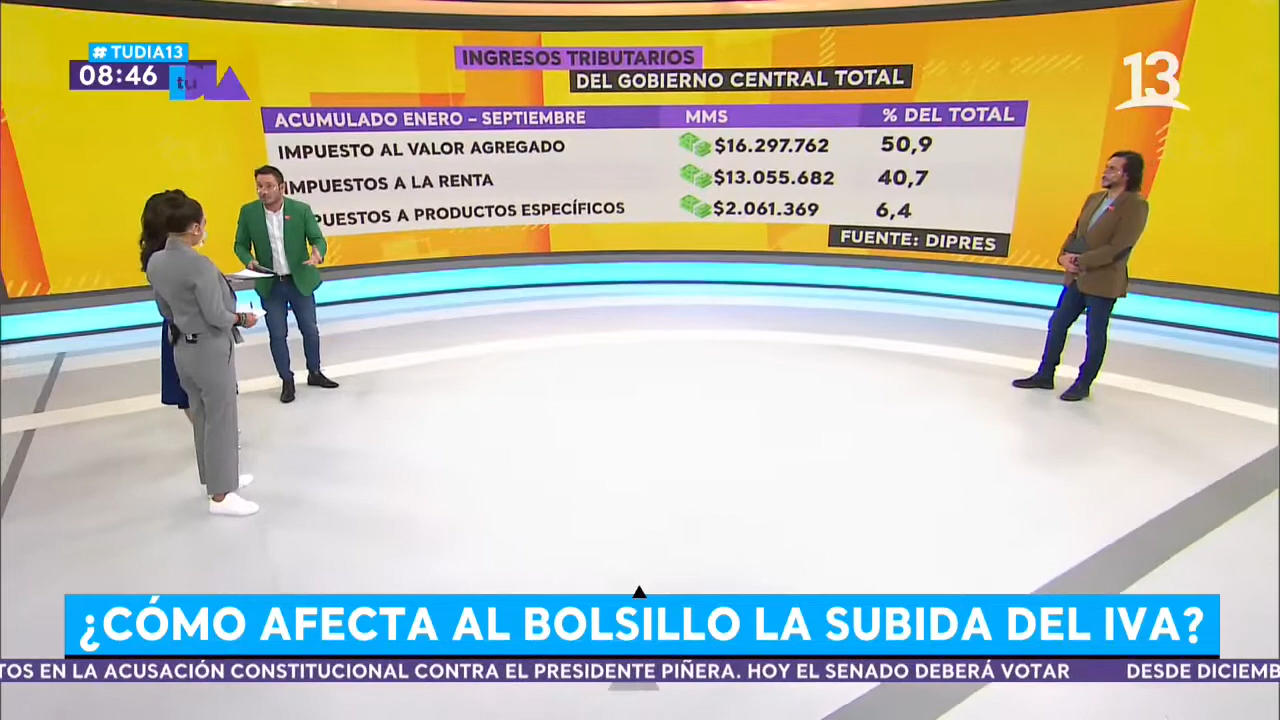 #TUDIA13
08:46
tu
DIA
INGRESOS TRIBUTARIOS
DEL GOBIERNO CENTRAL TOTAL
13
ACUMULADO ENERO – SEPTIEMBRE MMS % DEL TOTAL
IMPUESTO AL VALOR AGREGADO $16.297.762 50,9
IMPUESTOS A LA RENTA $13.055.682 40,7
PUESTOS A PRODUCTOS ESPECÍFICOS $2.061.369 6,4
FUENTE: DIPRES
¿CÓMO AFECTA AL BOLSILLO LA SUBIDA DEL IVA?
TOS EN LA ACUSACIÓN CONSTITUCIONAL CONTRA EL PRESIDENTE PIÑERA. HOY EL SENADO DEBERÁ VOTAR DESDE DICIEMB